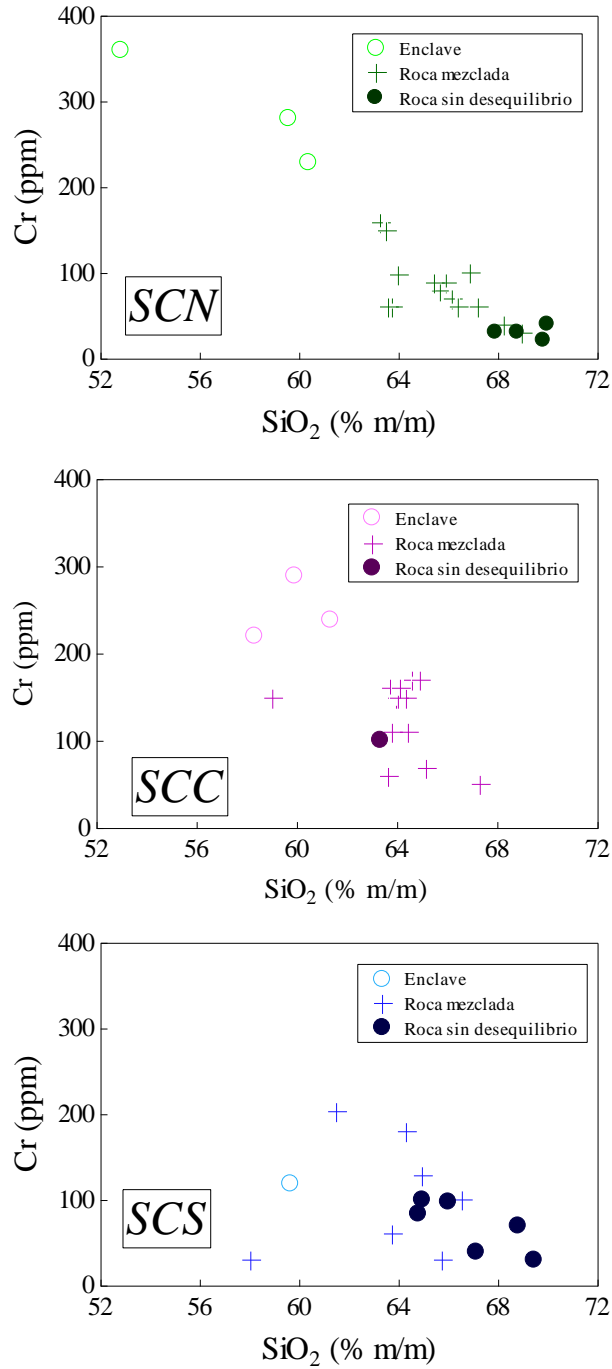 400
Enclave
Roca mezclada
300
Roca sin desequilibrio
Cr (ppm)
200
100
SCN
0
52 56 60 64 68 72
SiO₂ (% m/m)
400
Enclave
Roca mezclada
300
Roca sin desequilibrio
Cr (ppm)
200
100
SCC
0
52 56 60 64 68 72
SiO₂ (% m/m)
400
Enclave
Roca mezclada
300
Roca sin desequilibrio
Cr (ppm)
200
100
SCS
0
52 56 60 64 68 72
SiO₂ (% m/m)